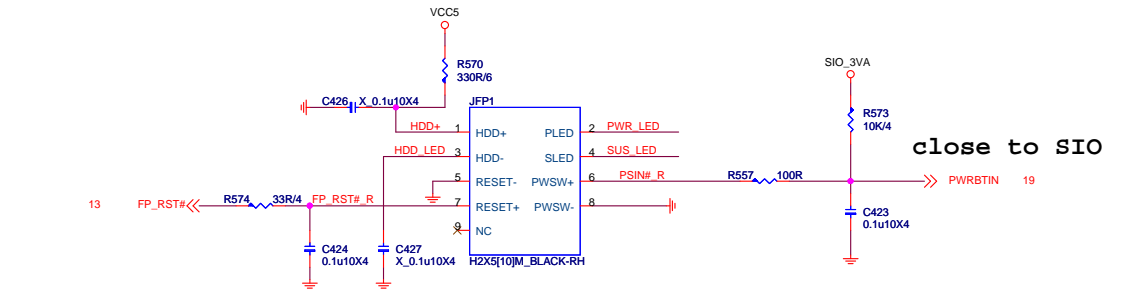 VCC5
R570
330R/6
SIO_3VA
C426
X_0.1u10X4
JFP1
R573
10K/4
HDD+ 1 HDD+ PLED 2 PWR_LED
close to SIO
HDD_LED 3 HDD- SLED 4 SUS_LED
5 RESET- PWSW+ 6 PSIN#_R R557 100R PWRBTIN 19
13 FP_RST# R574 33R/4 FP_RST#_R 7 RESET+ PWSW- 8
C423
0.1u10X4
9 NC
C424
0.1u10X4
C427
X_0.1u10X4
H2X5[10]M_BLACK-RH